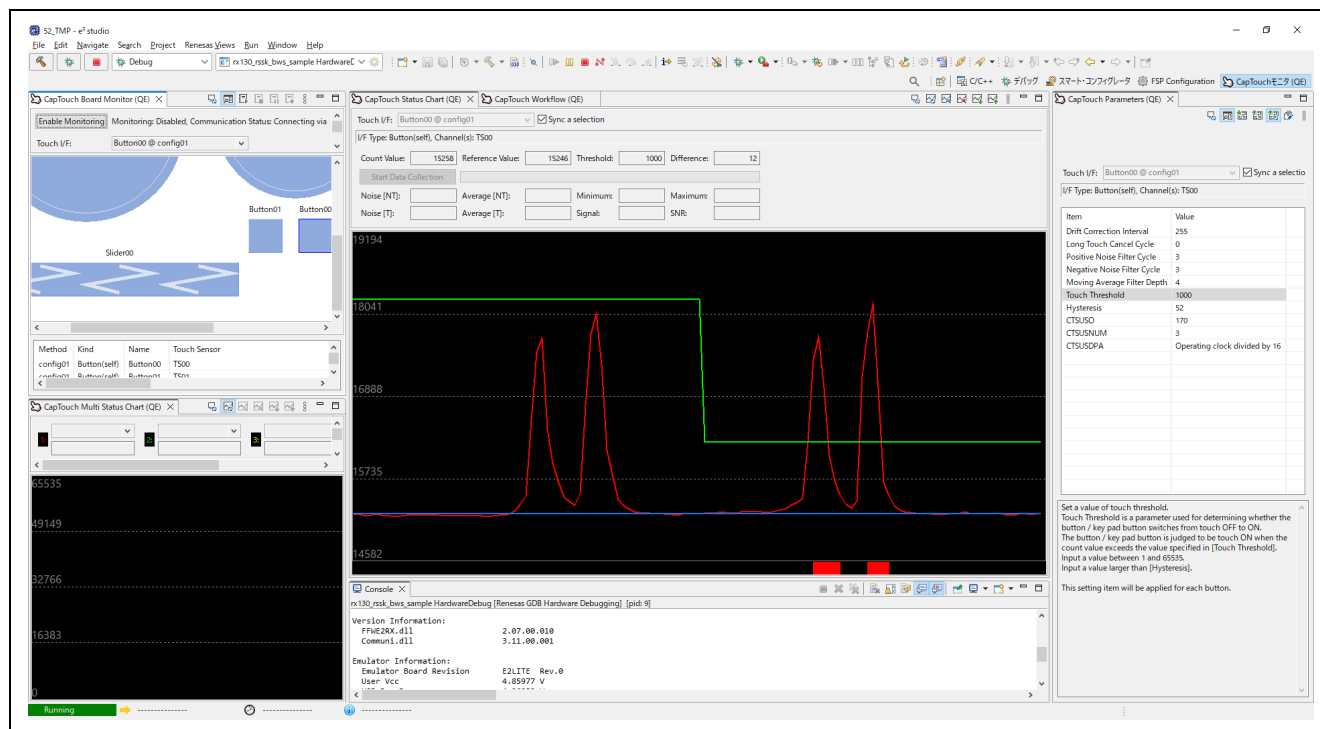 52_TMP - e² studio
File Edit Navigate Search Project Renesas Views Run Window Help
Debug
rx130_rssk_bws_sample HardwareD
C/C++
デバッグ
スマート・コンフィグレータ
FSP Configuration
CapTouchモニタ (QE)
CapTouch Board Monitor (QE)
Enable Monitoring Monitoring: Disabled, Communication Status: Connecting via
Touch I/F: Button00 @ config01
Button01 Button00
Slider00
Method Kind Name Touch Sensor
config01 Button(self) Button00 TS00
config01 Button(self) Button01 TS01
CapTouch Multi Status Chart (QE)
1: 2: 3:
65535
49149
32766
16383
0
CapTouch Status Chart (QE) CapTouch Workflow (QE)
Touch I/F: Button00 @ config01 Sync a selection
I/F Type: Button(self), Channel(s): TS00
Count Value: 15258 Reference Value: 15246 Threshold: 1000 Difference: 12
Start Data Collection
Noise [NT]: Average [NT]: Minimum: Maximum:
Noise [T]: Average [T]: Signal: SNR:
19194
18041
16888
15735
14582
Console
rx130_rssk_bws_sample HardwareDebug [Renesas GDB Hardware Debugging] [pid: 9]
Version Information:
FFWE2RX.dll 2.07.00.010
Communi.dll 3.11.00.001
Emulator Information:
Emulator Board Revision E2LITE Rev.0
User Vcc 4.85977 V
CapTouch Parameters (QE)
Touch I/F: Button00 @ config01 Sync a selectio
I/F Type: Button(self), Channel(s): TS00
Item Value
Drift Correction Interval 255
Long Touch Cancel Cycle 0
Positive Noise Filter Cycle 3
Negative Noise Filter Cycle 3
Moving Average Filter Depth 4
Touch Threshold 1000
Hysteresis 52
CTSUSO 170
CTSUSNUM 3
CTSUSDPA Operating clock divided by 16
Set a value of touch threshold.
Touch Threshold is a parameter used for determining whether the
button / key pad button switches from touch OFF to ON.
The button / key pad button is judged to be touch ON when the
count value exceeds the value specified in [Touch Threshold].
Input a value between 1 and 65535.
Input a value larger than [Hysteresis].
This setting item will be applied for each button.
Running --------------- --------------- ---------------